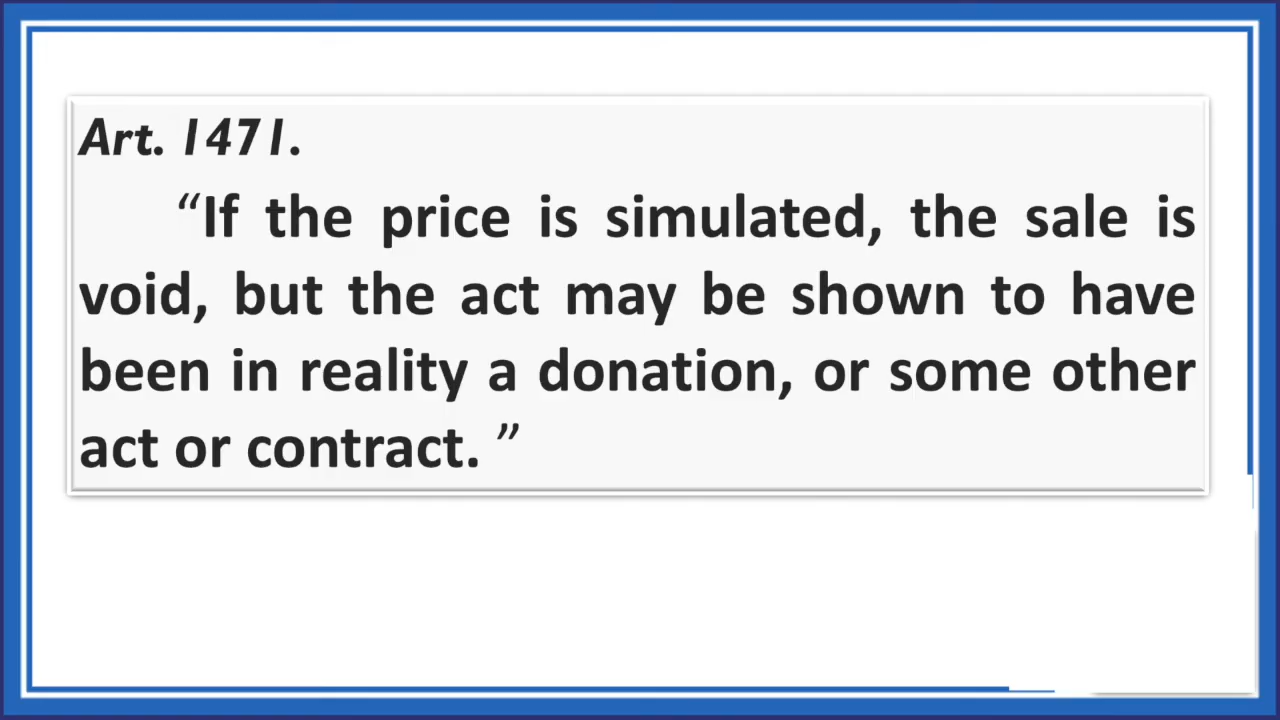 Art. 1471.
“If the price is simulated, the sale is
void, but the act may be shown to have
been in reality a donation, or some other
act or contract. ”